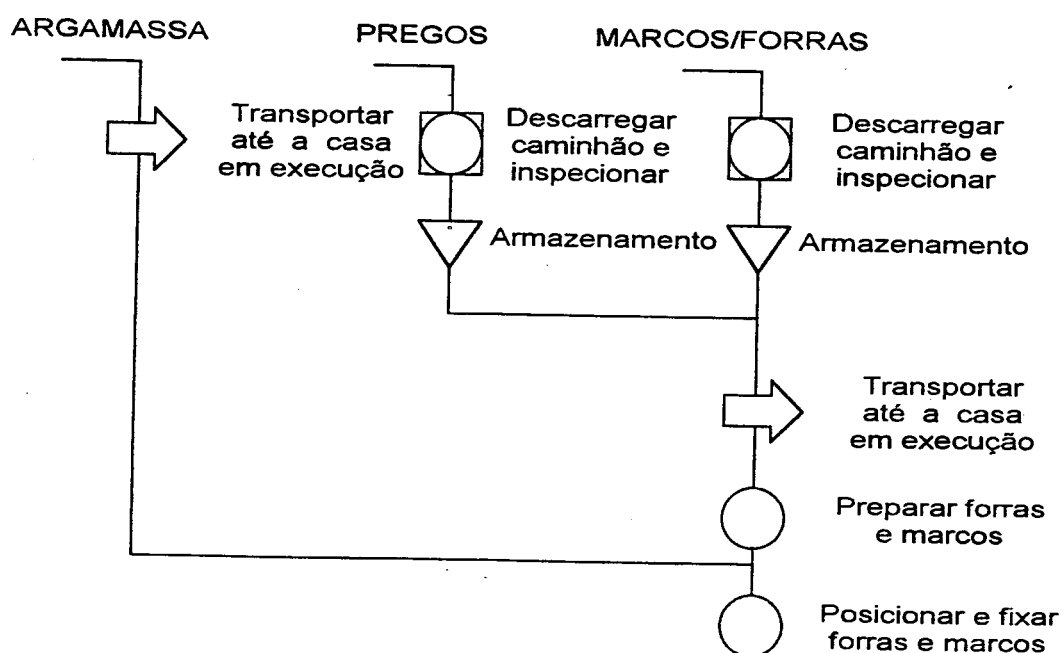 ARGAMASSA
PREGOS
MARCOS/FORRAS
Transportar
até a casa
em execução
Descarregar
caminhão e
inspecionar
Descarregar
caminhão e
inspecionar
Armazenamento
Armazenamento
Transportar
até a casa
em execução
Preparar forras
e marcos
Posicionar e fixar
forras e marcos